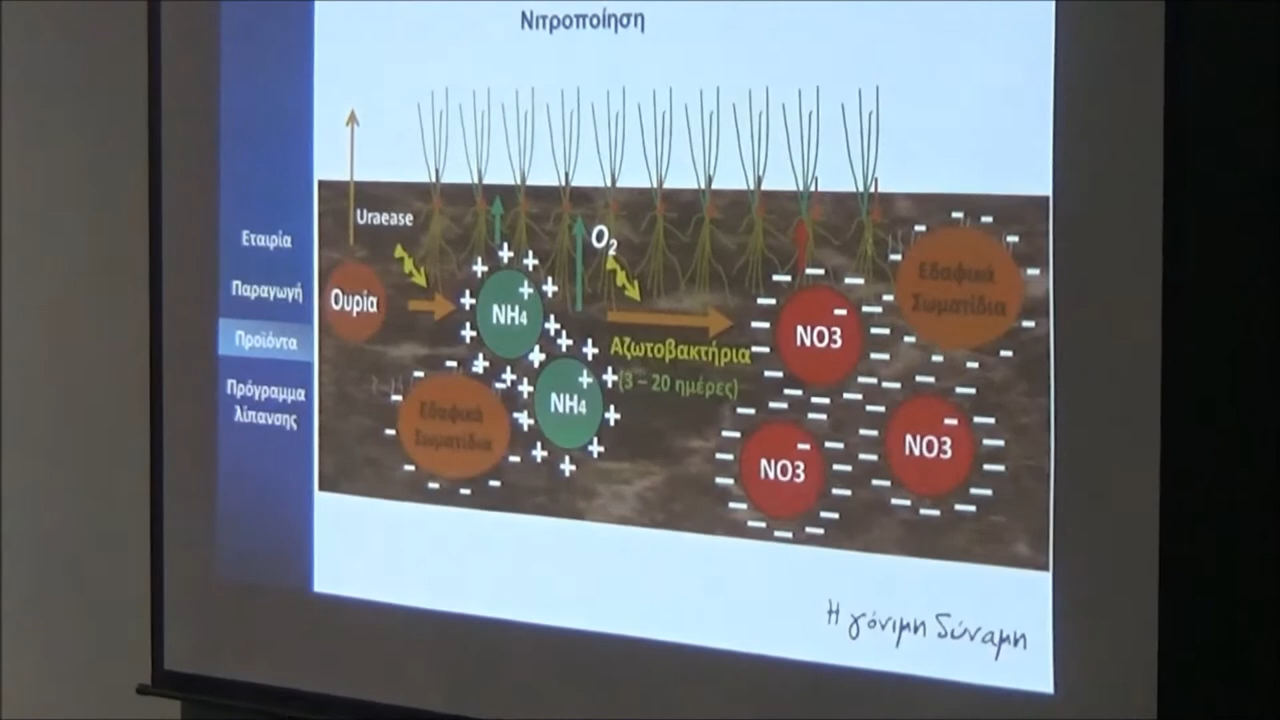 Νιτροποίηση
Εταιρία
Παραγωγή
Προϊόντα
Πρόγραμμα
λίπανσης
Uraease
Ουρία
O2
NH4
NH4
Εδαφικά
Σωματίδια
Αζωτοβακτήρια
(3 – 20 ημέρες)
NO3
NO3
NO3
Εδαφικά
Σωματίδια
Η γόνιμη δύναμη